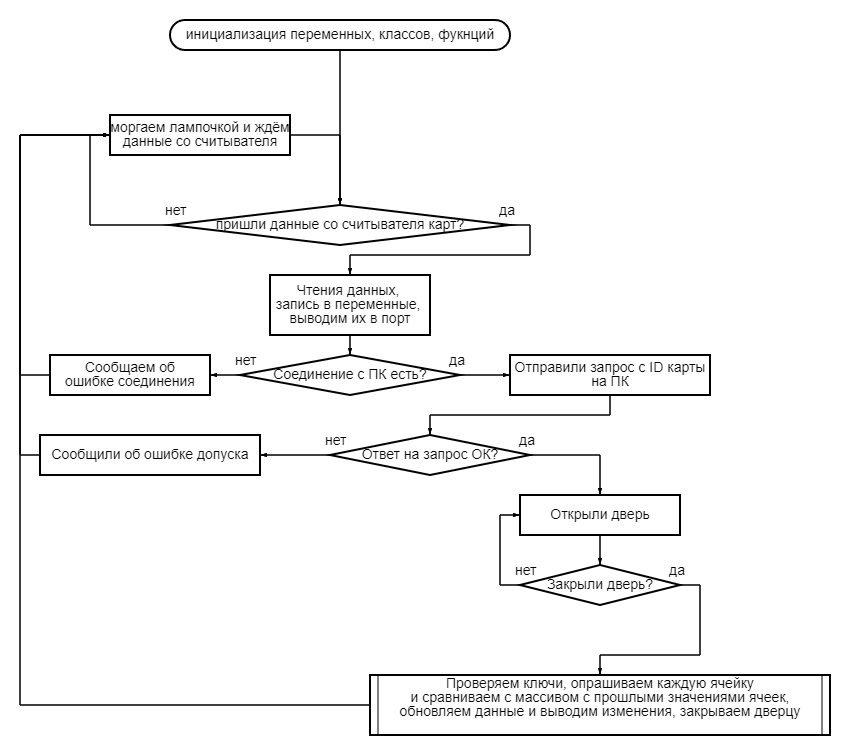 инициализация переменных, классов, фукнций
моргаем лампочкой и ждём
данные со считывателя
нет
да
пришли данные со считывателя карт?
Чтения данных,
запись в переменные,
выводим их в порт
нет
да
Сообщаем об
ошибке соединения
Соединение с ПК есть?
Отправили запрос с ID карты
на ПК
нет
да
Сообщили об ошибке допуска
Ответ на запрос ОК?
Открыли дверь
нет
да
Закрыли дверь?
Проверяем ключи, опрашиваем каждую ячейку
и сравниваем с массивом с прошлыми значениями ячеек,
обновляем данные и выводим изменения, закрываем дверцу